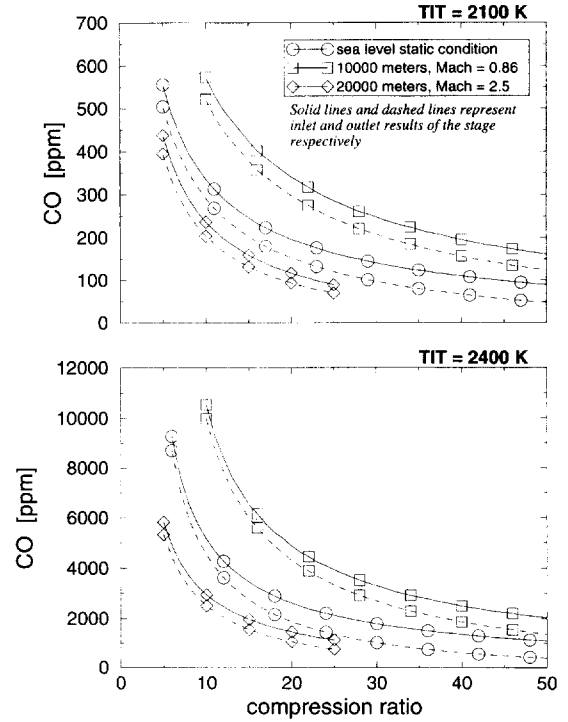 TIT = 2100 K
700
600
500
400
300
200
100
0
CO [ppm]
sea level static condition
10000 meters, Mach = 0.86
20000 meters, Mach = 2.5
Solid lines and dashed lines represent
inlet and outlet results of the stage
respectively
TIT = 2400 K
12000
10000
8000
6000
4000
2000
0
CO [ppm]
0 10 20 30 40 50
compression ratio